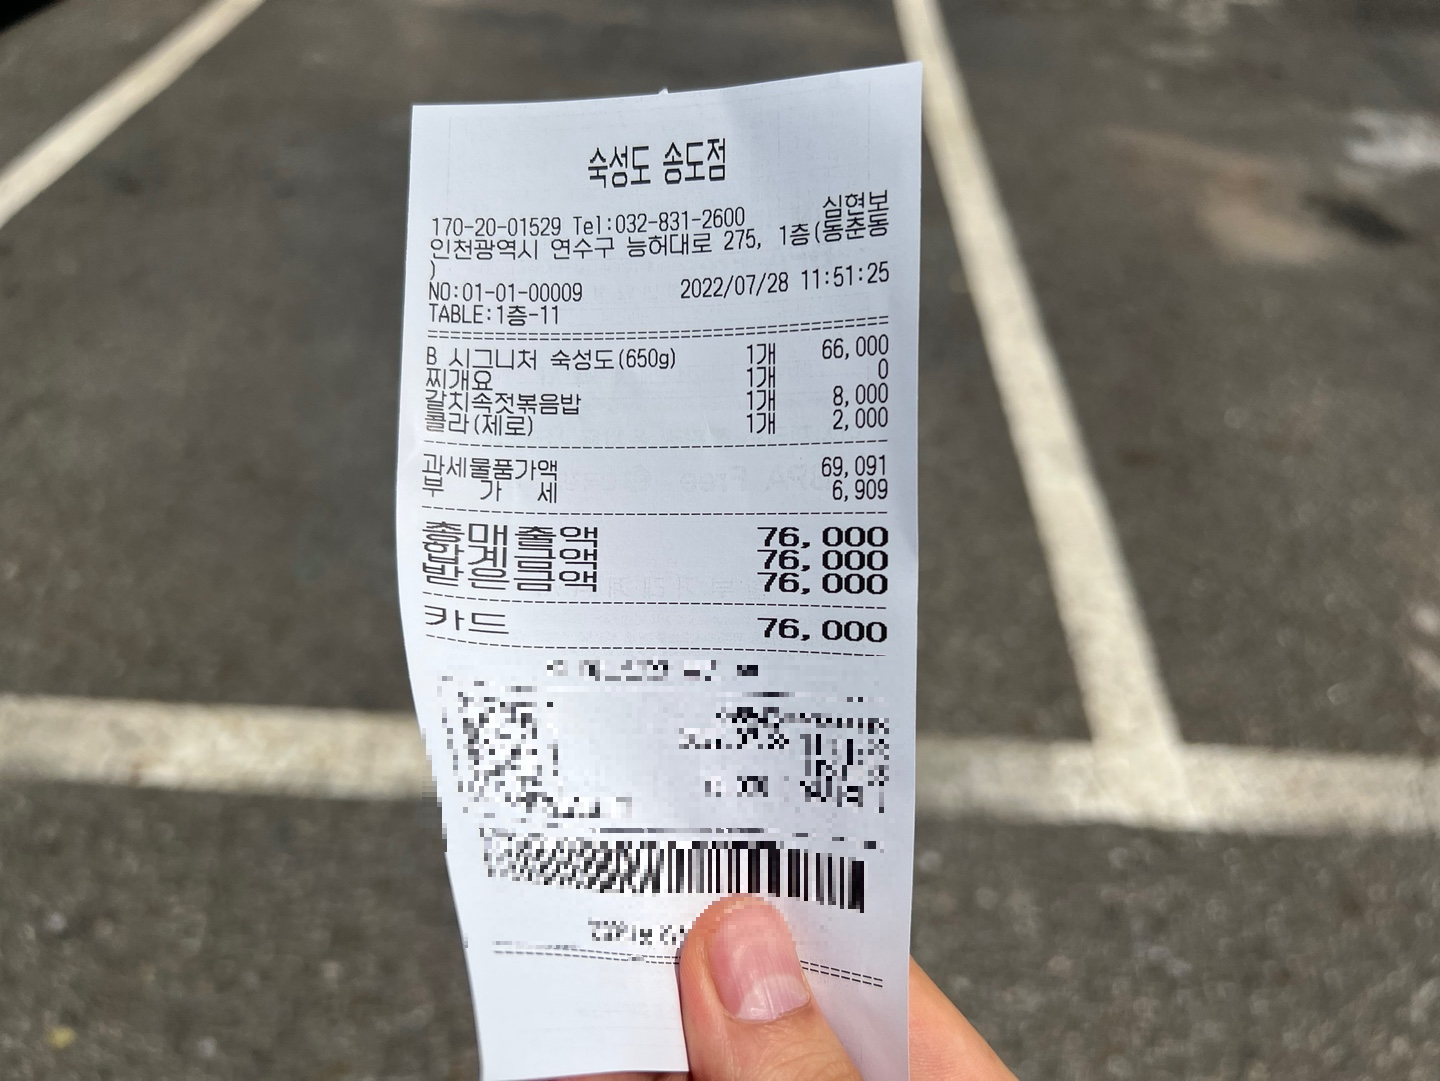 숙성도 송도점
170-20-01529 Tel:032-831-2600 심현보
인천광역시 연수구 능허대로 275, 1층(동춘동
)
NO:01-01-00009 2022/07/28 11:51:25
TABLE:1층-11
B 시그니처 숙성도(650g) 1개 66,000
찌개요 1개 0
갈치속젓볶음밥 1개 8,000
콜라(제로) 1개 2,000
과세물품가액 69,091
부 가 세 6,909
총매출액 76,000
합계금액 76,000
받은금액 76,000
카드 76,000